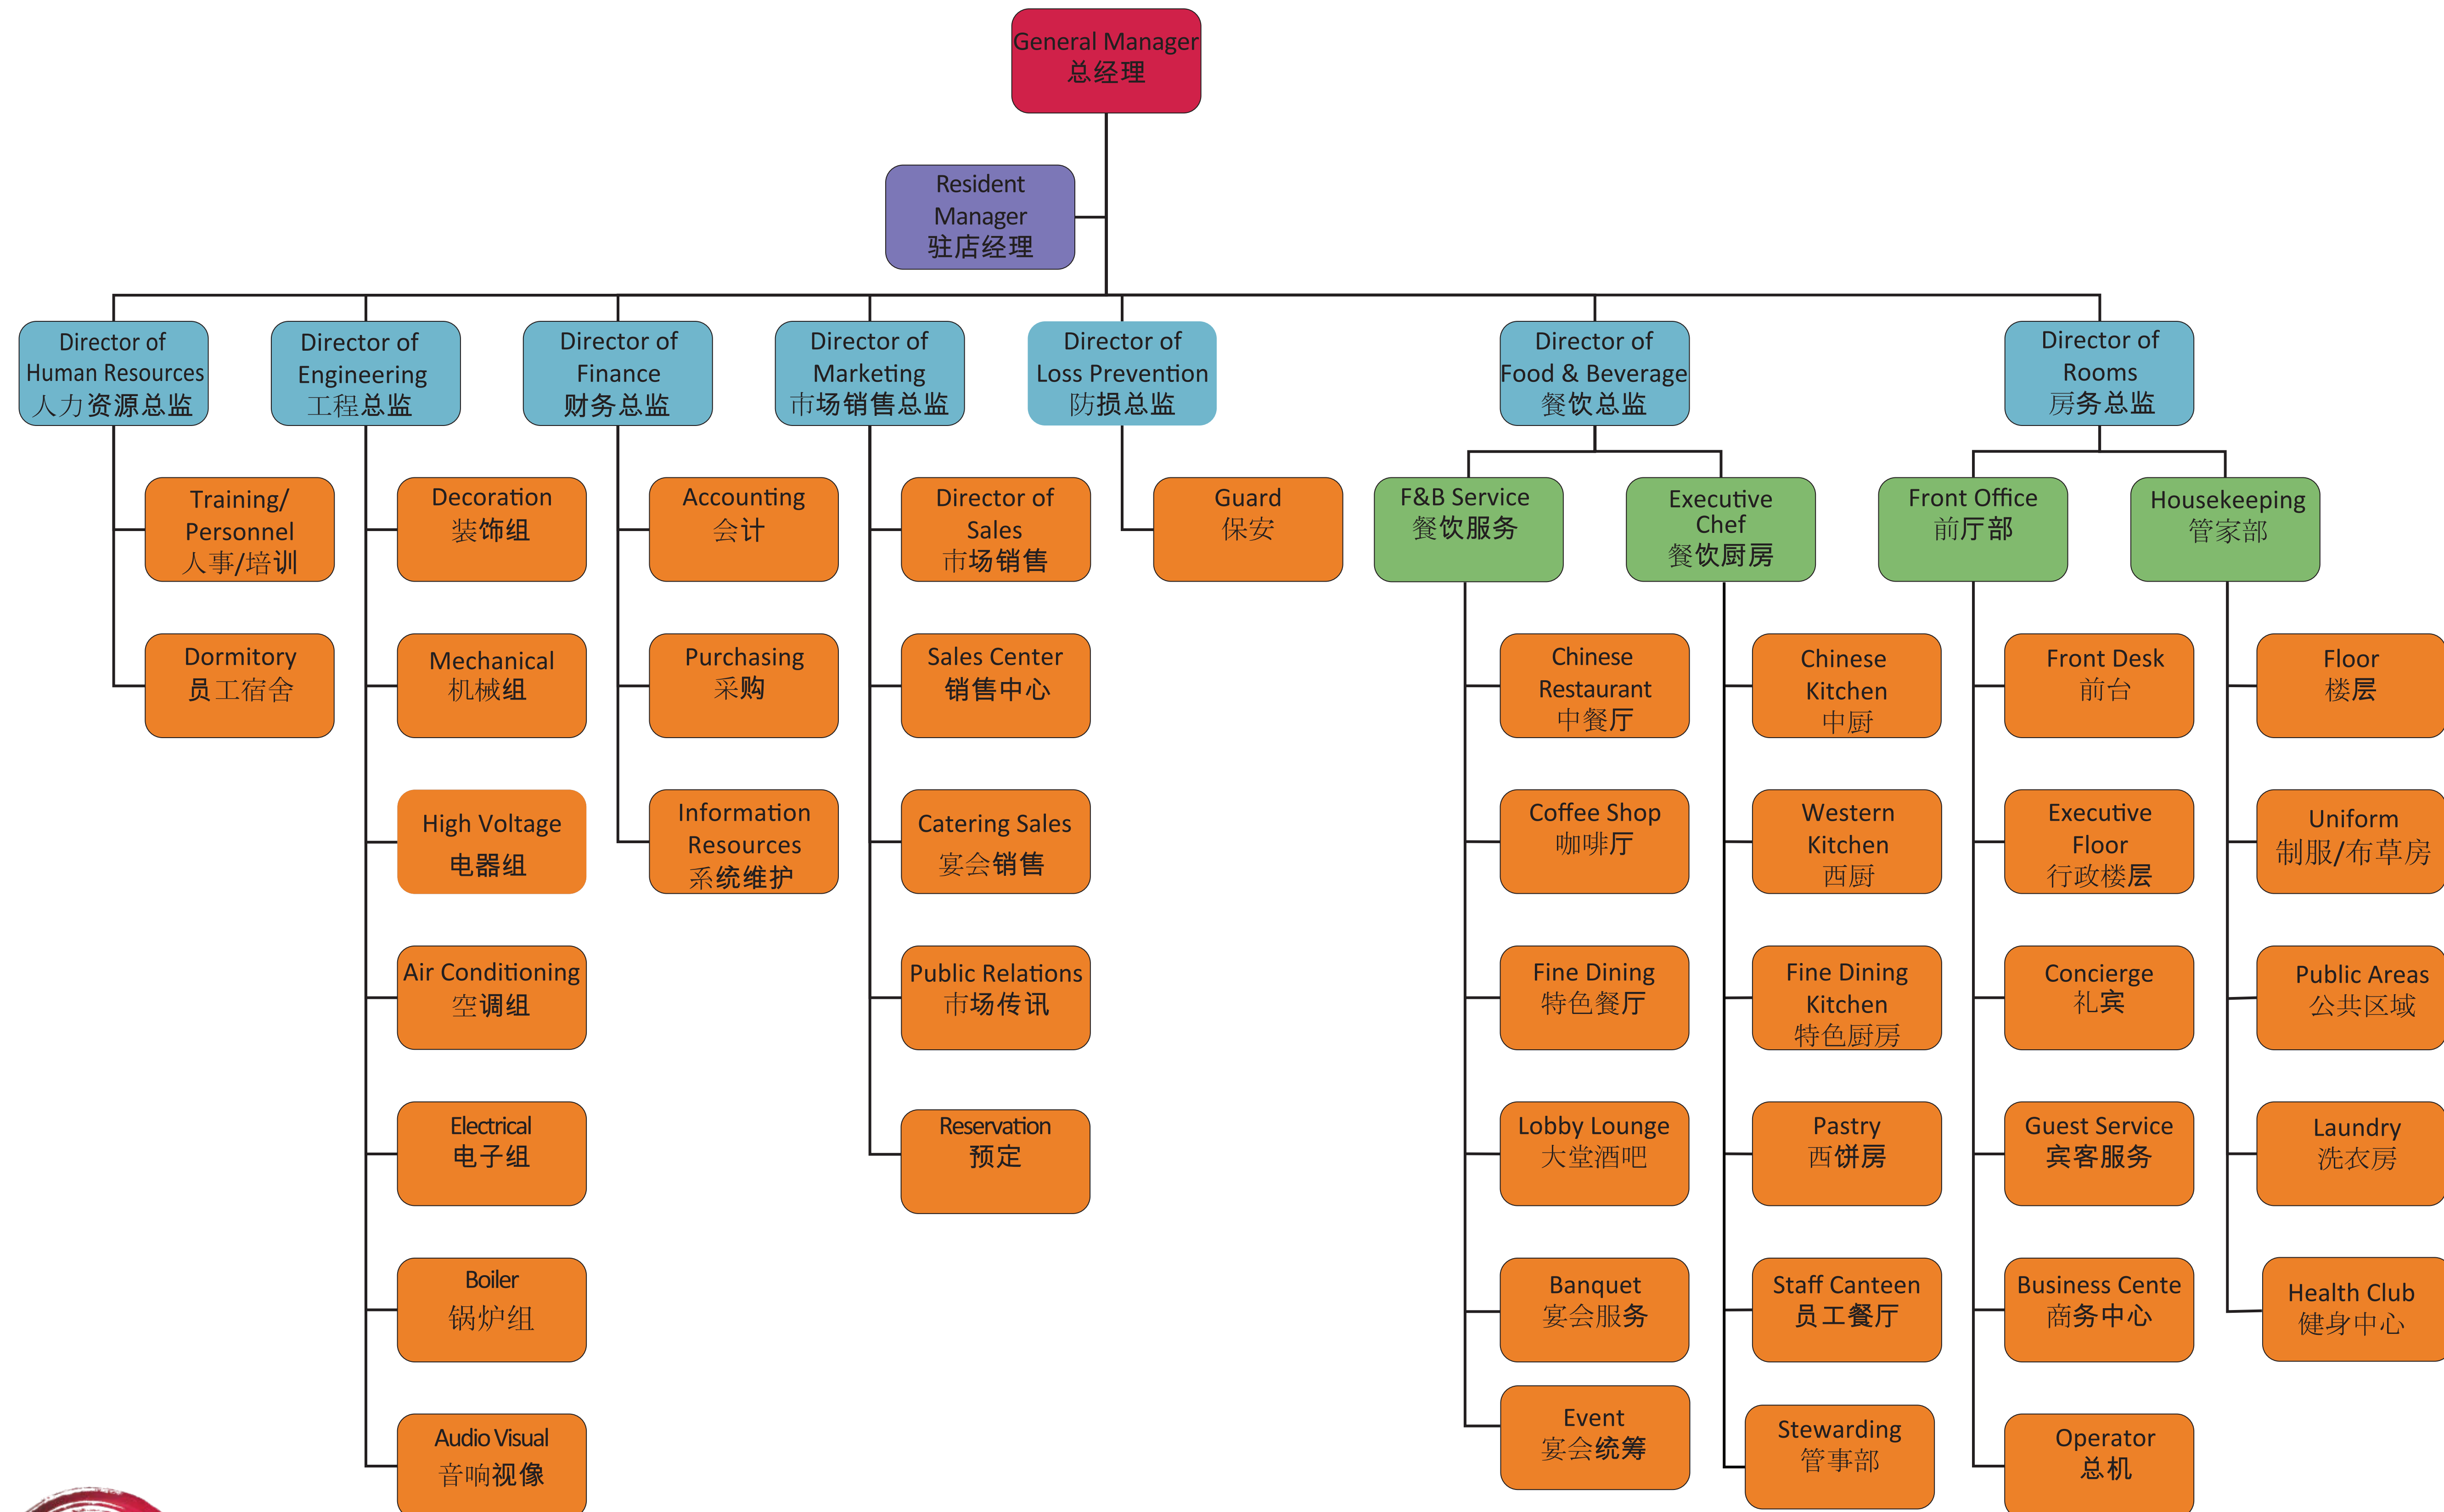 General Manager
总经理
Resident
Manager
驻店经理
Director of
Human Resources
人力资源总监
Director of
Engineering
工程总监
Director of
Finance
财务总监
Director of
Marketing
市场销售总监
Director of
Loss Prevention
防损总监
Director of
Food & Beverage
餐饮总监
Director of
Rooms
房务总监
Training/
Personnel
人事/培训
Decoration
装饰组
Accounting
会计
Director of
Sales
市场销售
Guard
保安
F&B Service
餐饮服务
Executive
Chef
餐饮厨房
Front Office
前厅部
Housekeeping
管家部
Dormitory
员工宿舍
Mechanical
机械组
Purchasing
采购
Sales Center
销售中心
Chinese
Restaurant
中餐厅
Chinese
Kitchen
中厨
Front Desk
前台
Floor
楼层
High Voltage
电器组
Information
Resources
系统维护
Catering Sales
宴会销售
Coffee Shop
咖啡厅
Western
Kitchen
西厨
Executive
Floor
行政楼层
Uniform
制服/布草房
Air Conditioning
空调组
Public Relations
市场传讯
Fine Dining
特色餐厅
Fine Dining
Kitchen
特色厨房
Concierge
礼宾
Public Areas
公共区域
Electrical
电子组
Reservation
预定
Lobby Lounge
大堂酒吧
Pastry
西饼房
Guest Service
宾客服务
Laundry
洗衣房
Boiler
锅炉组
Banquet
宴会服务
Staff Canteen
员工餐厅
Business Cente
商务中心
Health Club
健身中心
Audio Visual
音响视像
Event
宴会统筹
Stewarding
管事部
Operator
总机